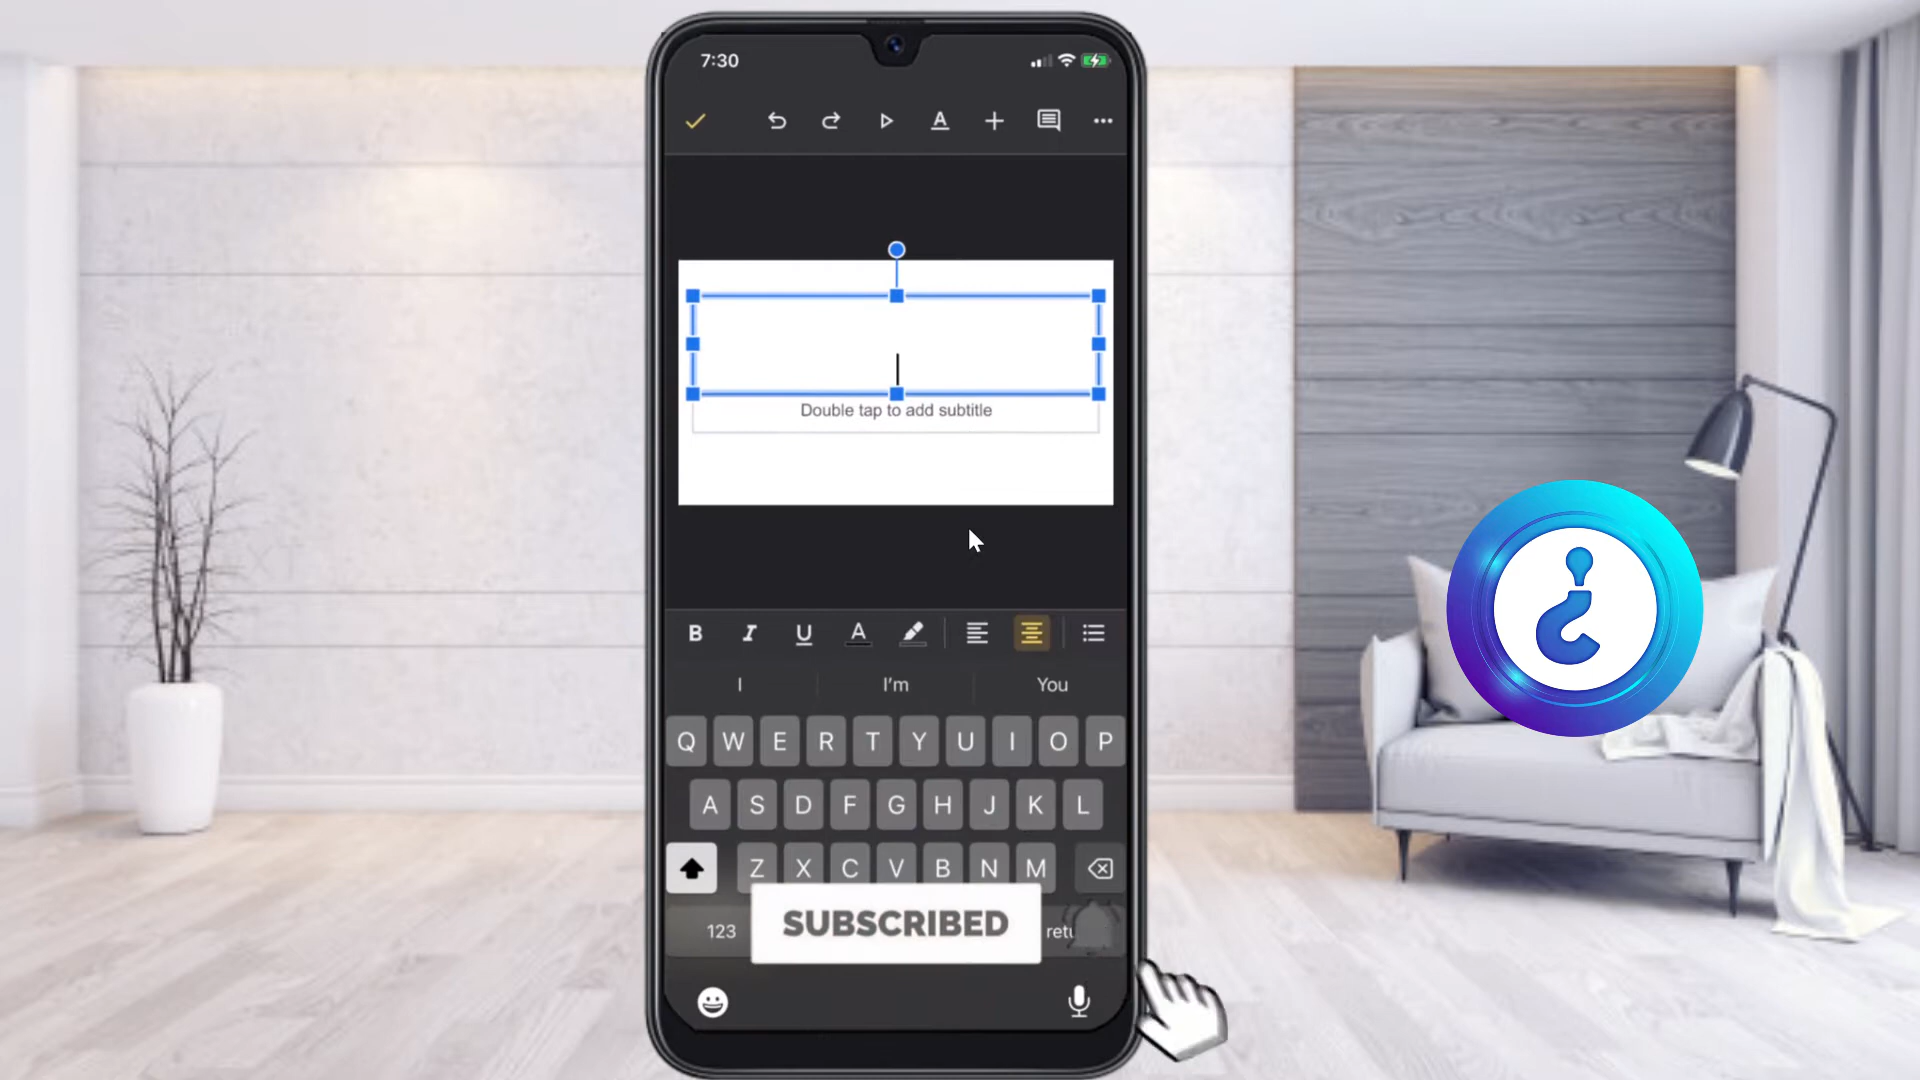 7:30
A
Double tap to add subtitle
B I U A
I I'm You
Q W E R T Y U I O P
A S D F G H J K L
Z X C V B N M
123 SUBSCRIBED